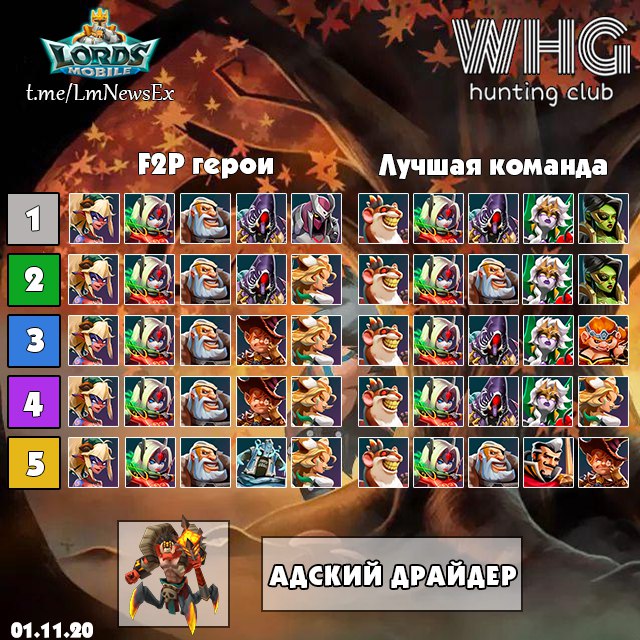 LORDS
MOBILE
t.me/LmNewsEx
WHG
hunting club
F2P герои
Лучшая команда
1
2
3
4
5
АДСКИЙ ДРАЙДЕР
01.11.20